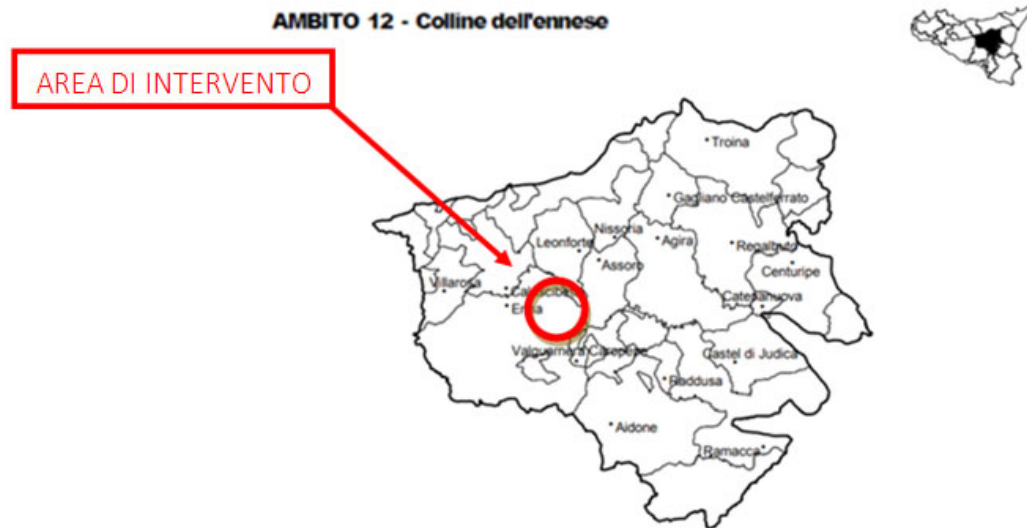 AMBITO 12 - Colline dell'ennese
AREA DI INTERVENTO
Troina
Gagliano Castelferrato
Nissoria
Leonforte
Agira
Regalbuto
Assoro
Centuripe
Villarosa
Catenanuova
Valguarnera Caropepe
Castel di Judica
Raddusa
Aidone
Ramacca